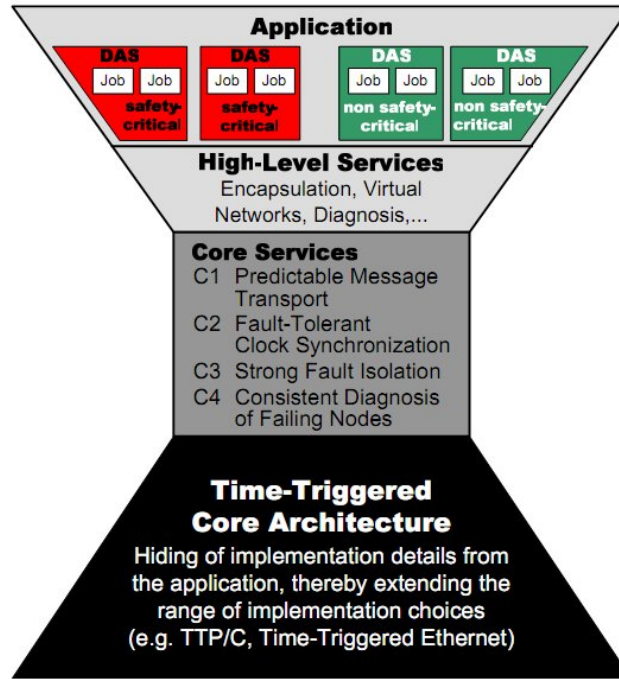 Application
DAS
Job Job
safety-
critical
DAS
Job Job
safety-
critical
DAS
Job Job
non safety-
critical
DAS
Job Job
non safety-
critical
High-Level Services
Encapsulation, Virtual
Networks, Diagnosis,...
Core Services
C1 Predictable Message
Transport
C2 Fault-Tolerant
Clock Synchronization
C3 Strong Fault Isolation
C4 Consistent Diagnosis
of Failing Nodes
Time-Triggered
Core Architecture
Hiding of implementation details from
the application, thereby extending the
range of implementation choices
(e.g. TTP/C, Time-Triggered Ethernet)